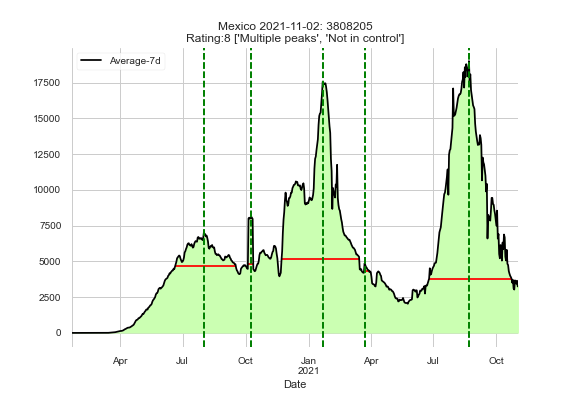 Mexico 2021-11-02: 3808205
Rating:8 ['Multiple peaks', 'Not in control']
Average-7d
17500
15000
12500
10000
7500
5000
2500
0
Apr Jul Oct Jan Apr Jul Oct
2021
Date